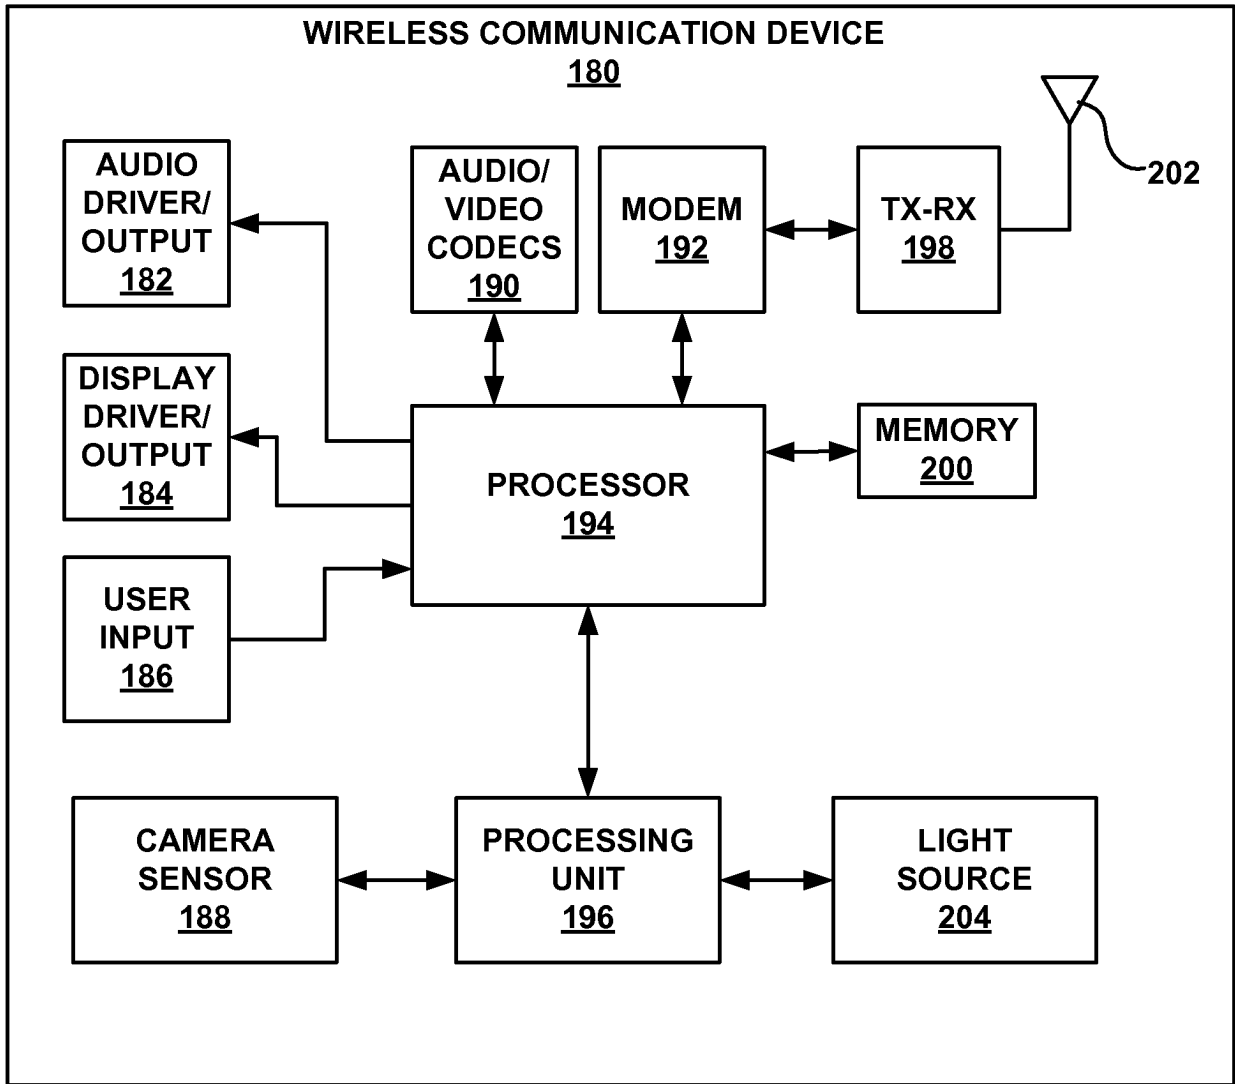 WIRELESS COMMUNICATION DEVICE
180
AUDIO
DRIVER/
OUTPUT
182
AUDIO/
VIDEO
CODECS
190
MODEM
192
TX-RX
198
202
DISPLAY
DRIVER/
OUTPUT
184
PROCESSOR
194
MEMORY
200
USER
INPUT
186
CAMERA
SENSOR
188
PROCESSING
UNIT
196
LIGHT
SOURCE
204